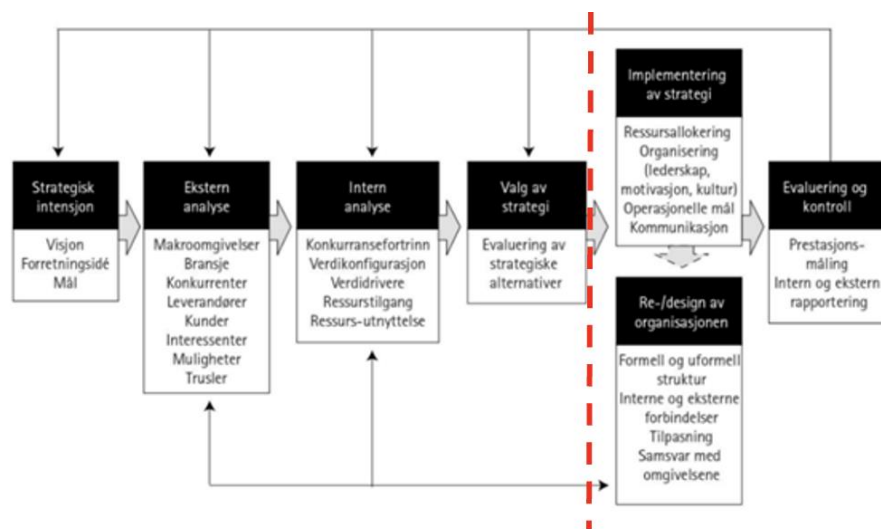 Strategisk
intensjon
Visjon
Forretningsidé
Mål
Ekstern
analyse
Makroomgivelser
Bransje
Konkurrenter
Leverandører
Kunder
Interessenter
Muligheter
Trusler
Intern
analyse
Konkurransefortrinn
Verdikonfigurasjon
Verdidrivere
Ressurstilgang
Ressurs-utnyttelse
Valg av
strategi
Evaluering av
strategiske
alternativer
Implementering
av strategi
Ressursallokering
Organisering
(lederskap,
motivasjon, kultur)
Operasjonelle mål
Kommunikasjon
Re-/design av
organisasjonen
Formell og uformell
struktur
Interne og eksterne
forbindelser
Tilpasning
Samsvar med
omgivelsene
Evaluering og
kontroll
Prestasjons-
måling
Intern og ekstern
rapportering